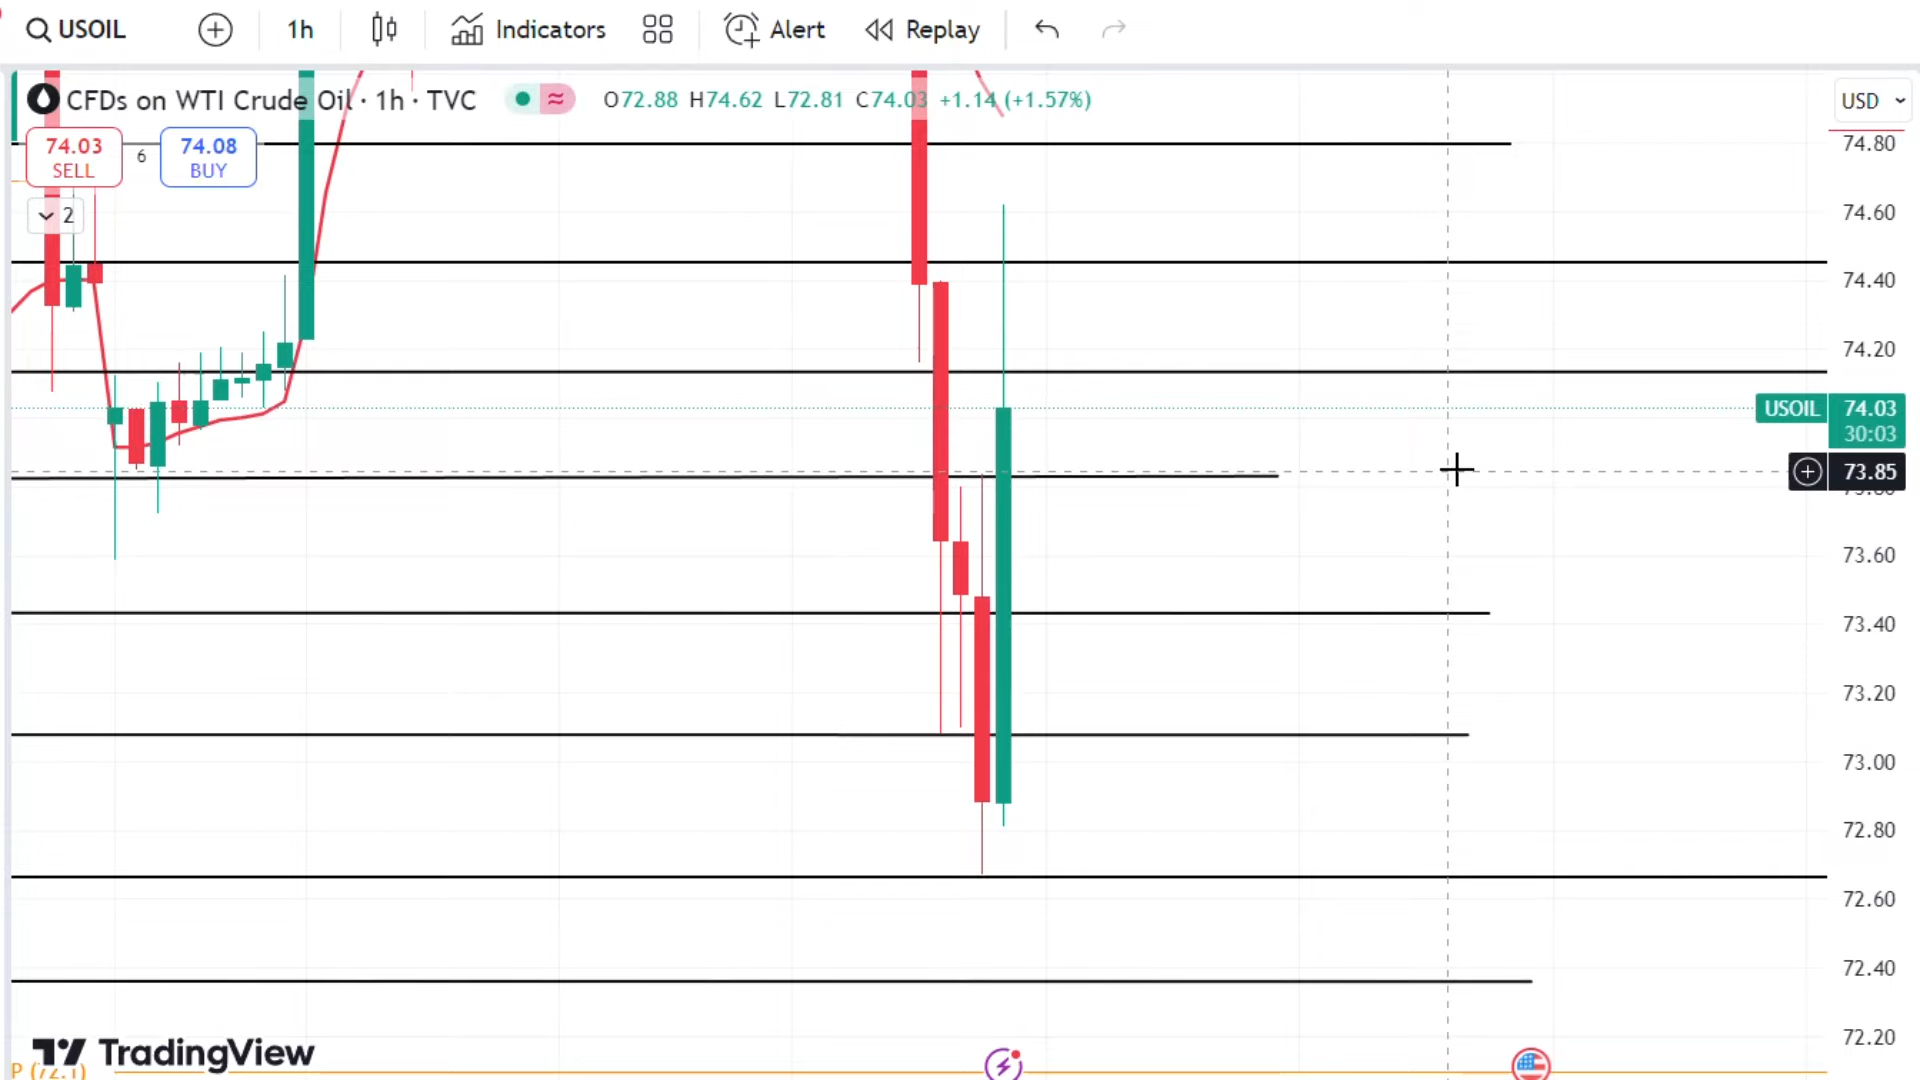 USOIL 1h Indicators Alert Replay
CFDs on WTI Crude Oil · 1h · TVC O72.88 H74.62 L72.81 C74.03 +1.14 (+1.57%)
USD
74.03 SELL
6
74.08 BUY
2
74.80
74.60
74.40
74.20
USOIL 74.03
30:03
73.85
73.60
73.40
73.20
73.00
72.80
72.60
72.40
72.20
TradingView
P (72.1)